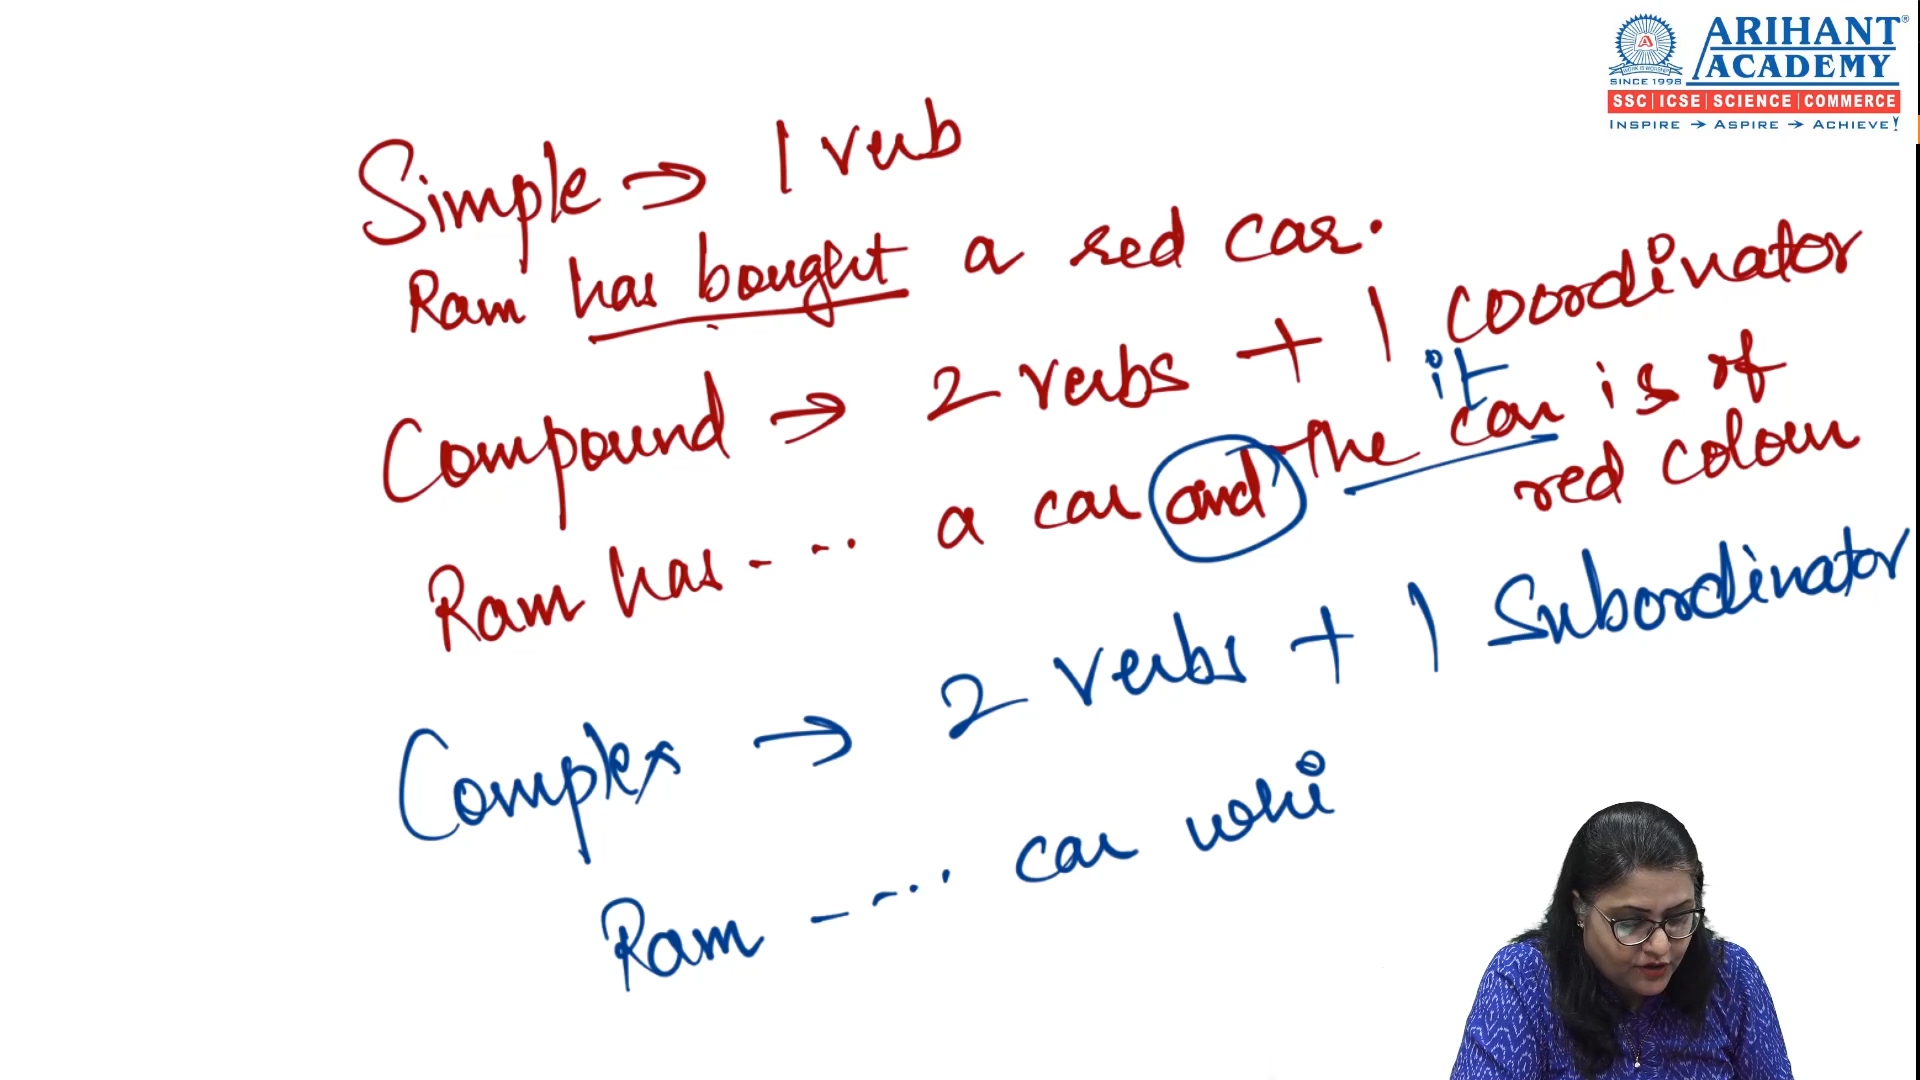 ARIHANT ACADEMY®
SINCE 1998
SSC | ICSE | SCIENCE | COMMERCE
INSPIRE → ASPIRE → ACHIEVE!
Simple → 1 verb
Ram has bought a red car.
Compound → 2 verbs + 1 coordinator
it
Ram has - - .. a car and the car is of
red colour
Complex → 2 verbs + 1 Subordinator
Ram - - .. car whi